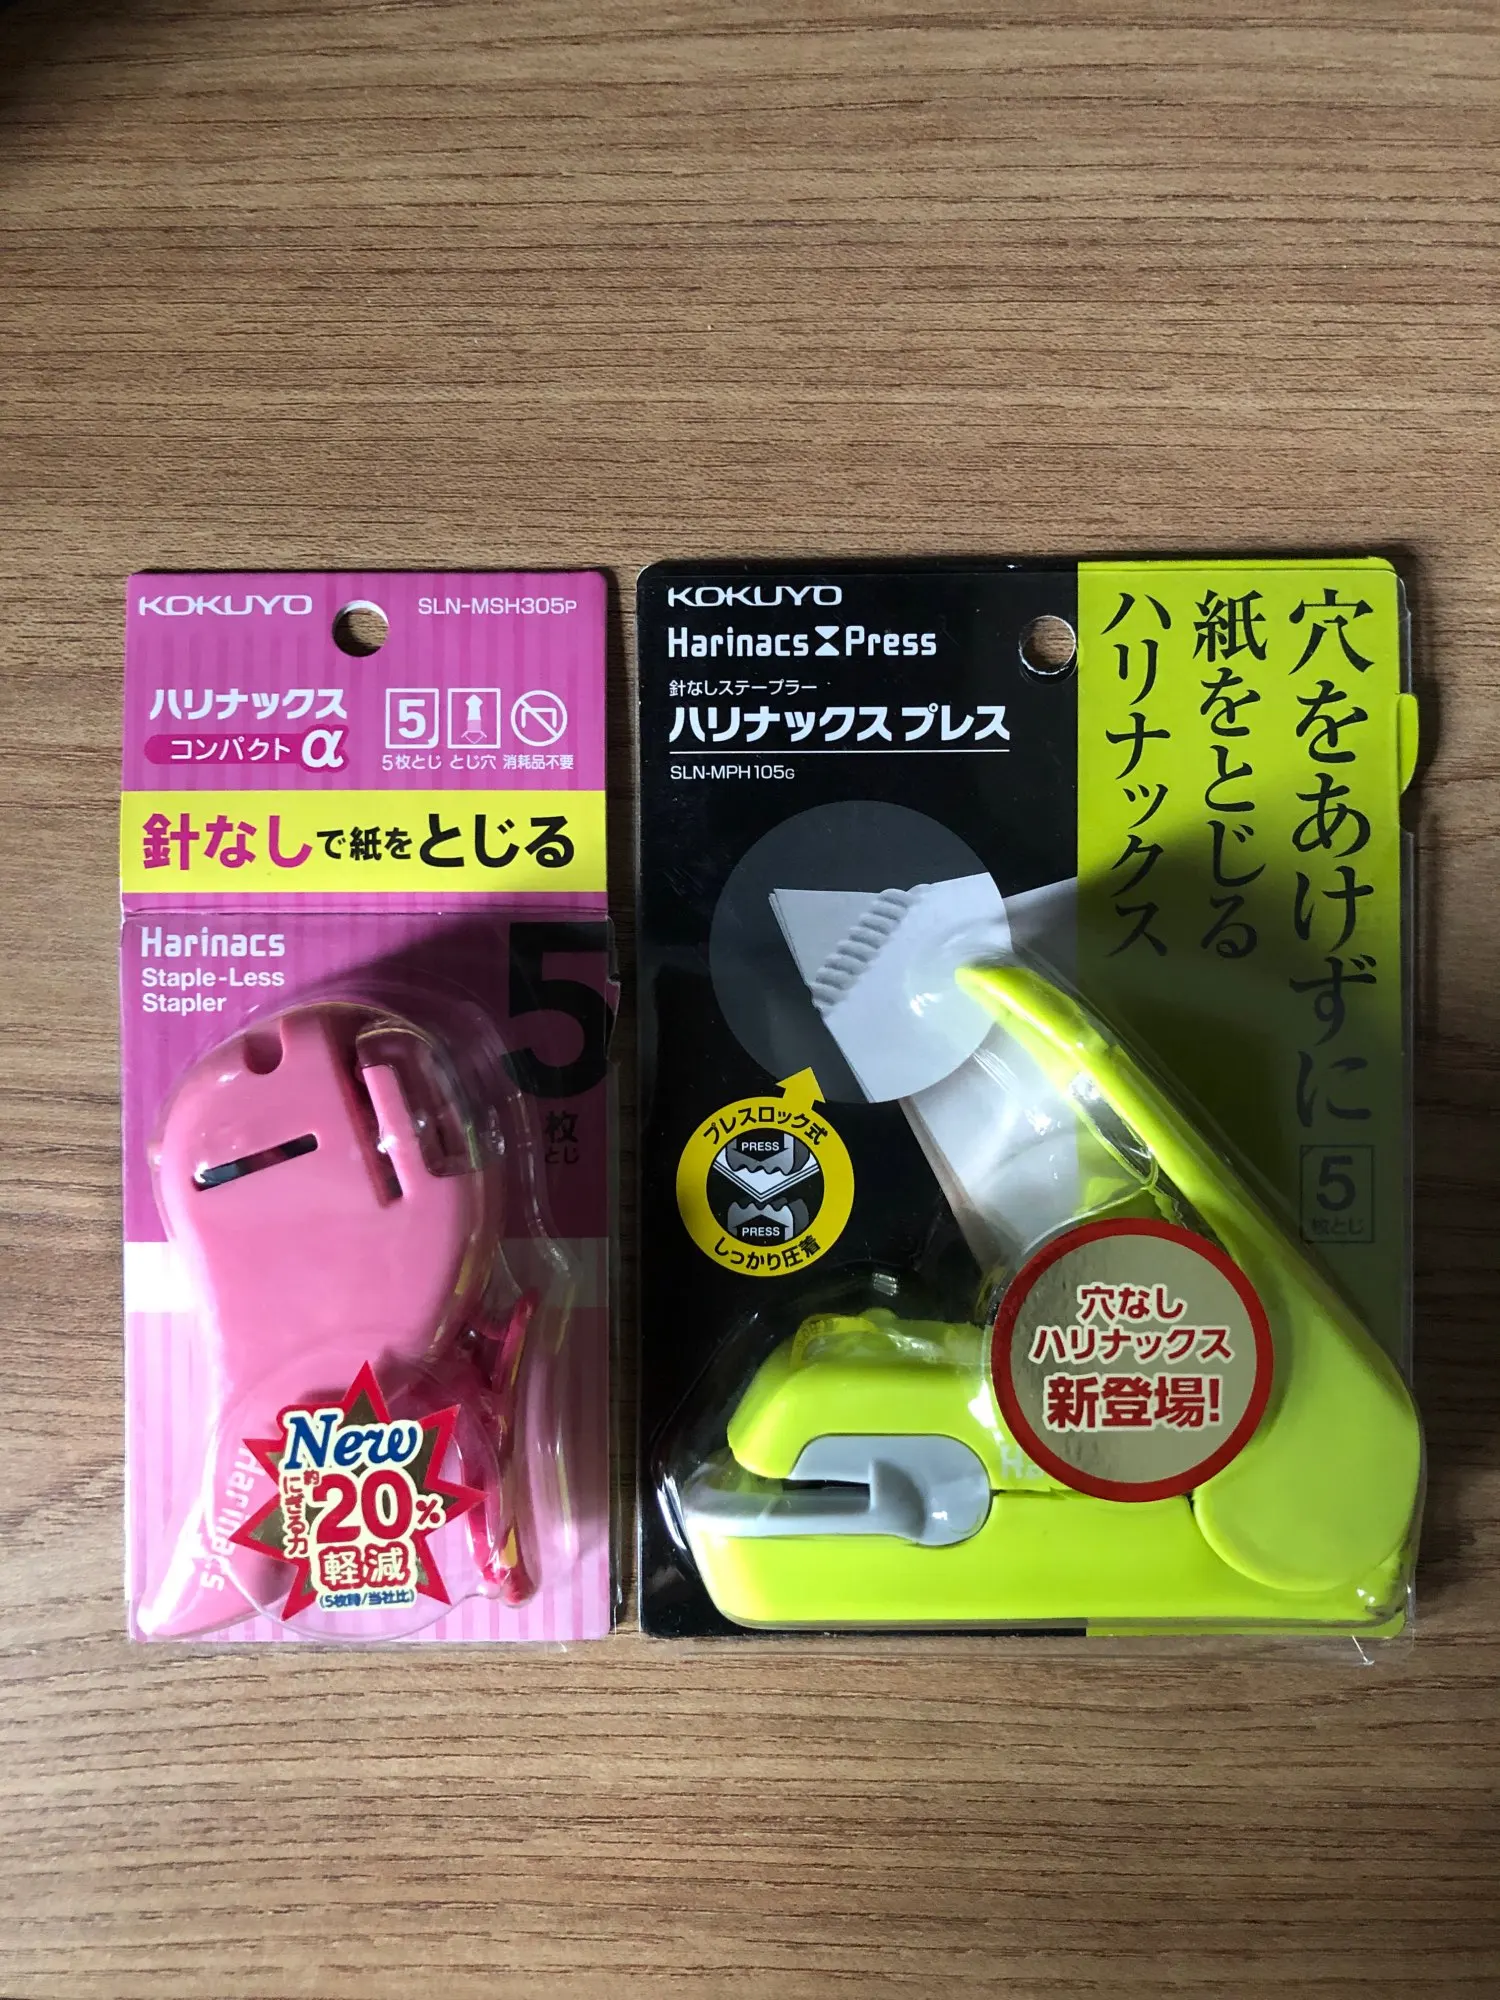 KOKUYO
SLN-MSH305P
ハリナックス
コンパクト α
5
5枚とじ とじ穴 消耗品不要
針なしで紙をとじる
Harinacs
Staple-Less
Stapler
5
枚
とじ
Harinacs
New
にぎる力
約20%
軽減
(5枚時/当社比)
KOKUYO
Harinacs Press
針なしステープラー
ハリナックス プレス
SLN-MPH105G
プレスロック式
PRESS
PRESS
しっかり圧着
穴をあけずに
紙をとじる
ハリナックス
5
枚とじ
穴なし
ハリナックス
新登場!
Ha